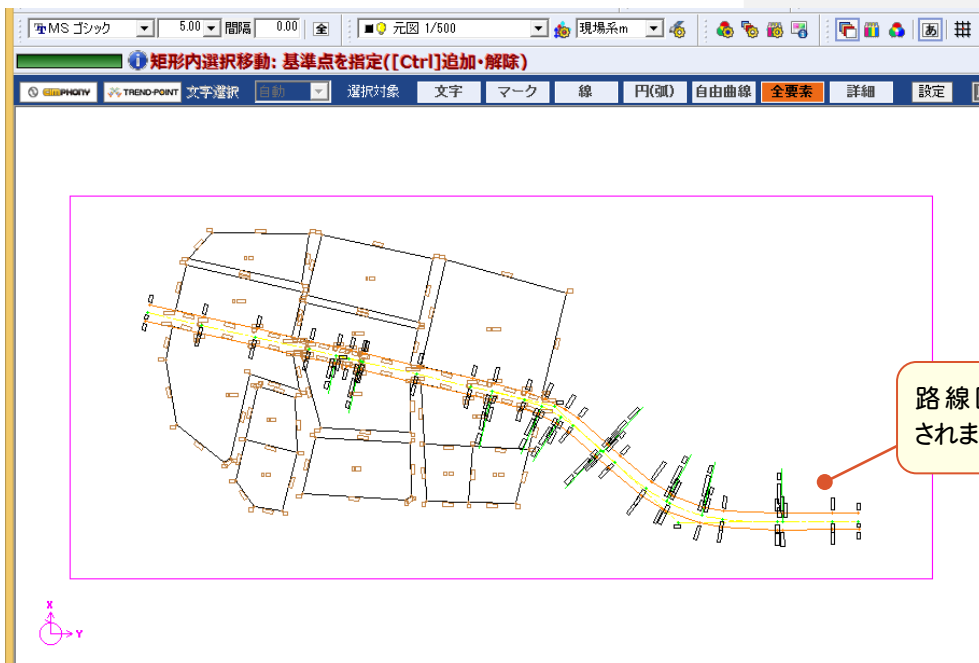 MS ゴシック 5.00 間隔 0.00 全 元図 1/500 現場系m あ
矩形内選択移動: 基準点を指定([Ctrl]追加・解除)
TREND-POINT 文字選択 自動 選択対象 文字 マーク 線 円(弧) 自由曲線 全要素 詳細 設定
路線
されま
X
Y